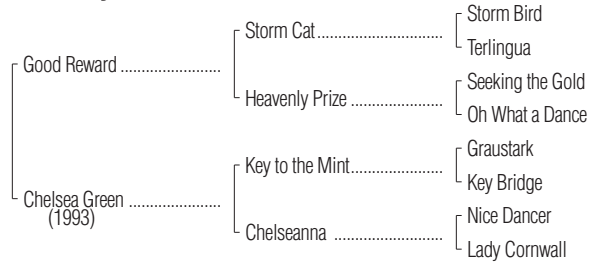 Storm Bird
Storm Cat........................
Terlingua
Good Reward .......................
Seeking the Gold
Heavenly Prize .....................
Oh What a Dance
Graustark
Key to the Mint.....................
Key Bridge
Chelsea Green .....................
(1993)
Nice Dancer
Chelseanna .........................
Lady Cornwall